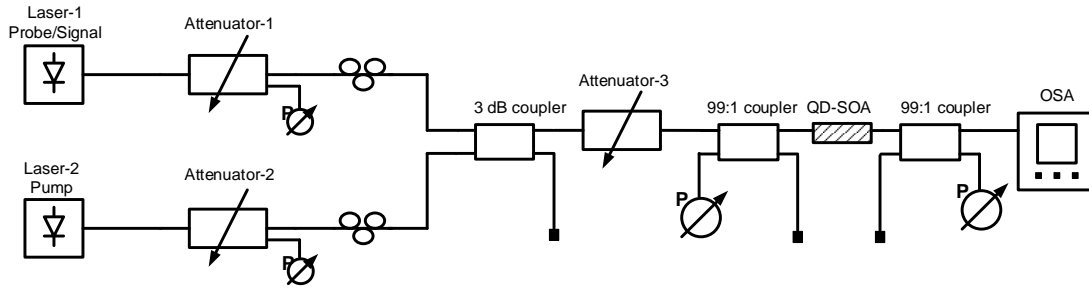 Laser-1
Probe/Signal
Attenuator-1
P
3 dB coupler
Attenuator-3
99:1 coupler
QD-SOA
99:1 coupler
OSA
Laser-2
Pump
Attenuator-2
P
P
P